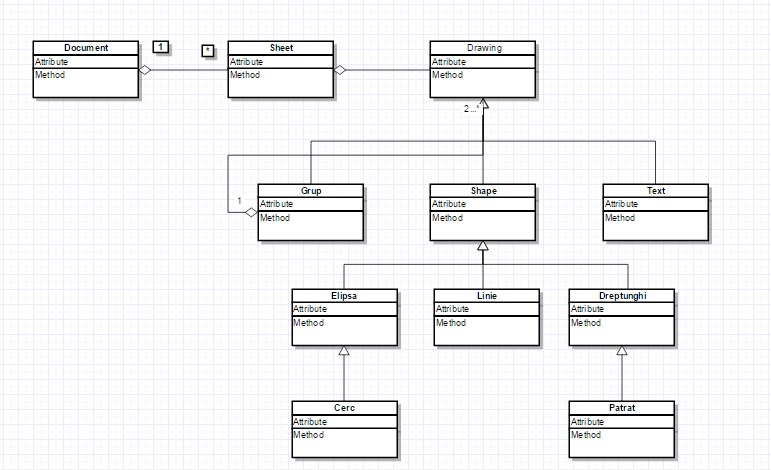 Document
Attribute
Method
1
*
Sheet
Attribute
Method
Drawing
Attribute
Method
2...*
1
Grup
Attribute
Method
Shape
Attribute
Method
Text
Attribute
Method
Elipsa
Attribute
Method
Linie
Attribute
Method
Dreptunghi
Attribute
Method
Cerc
Attribute
Method
Patrat
Attribute
Method